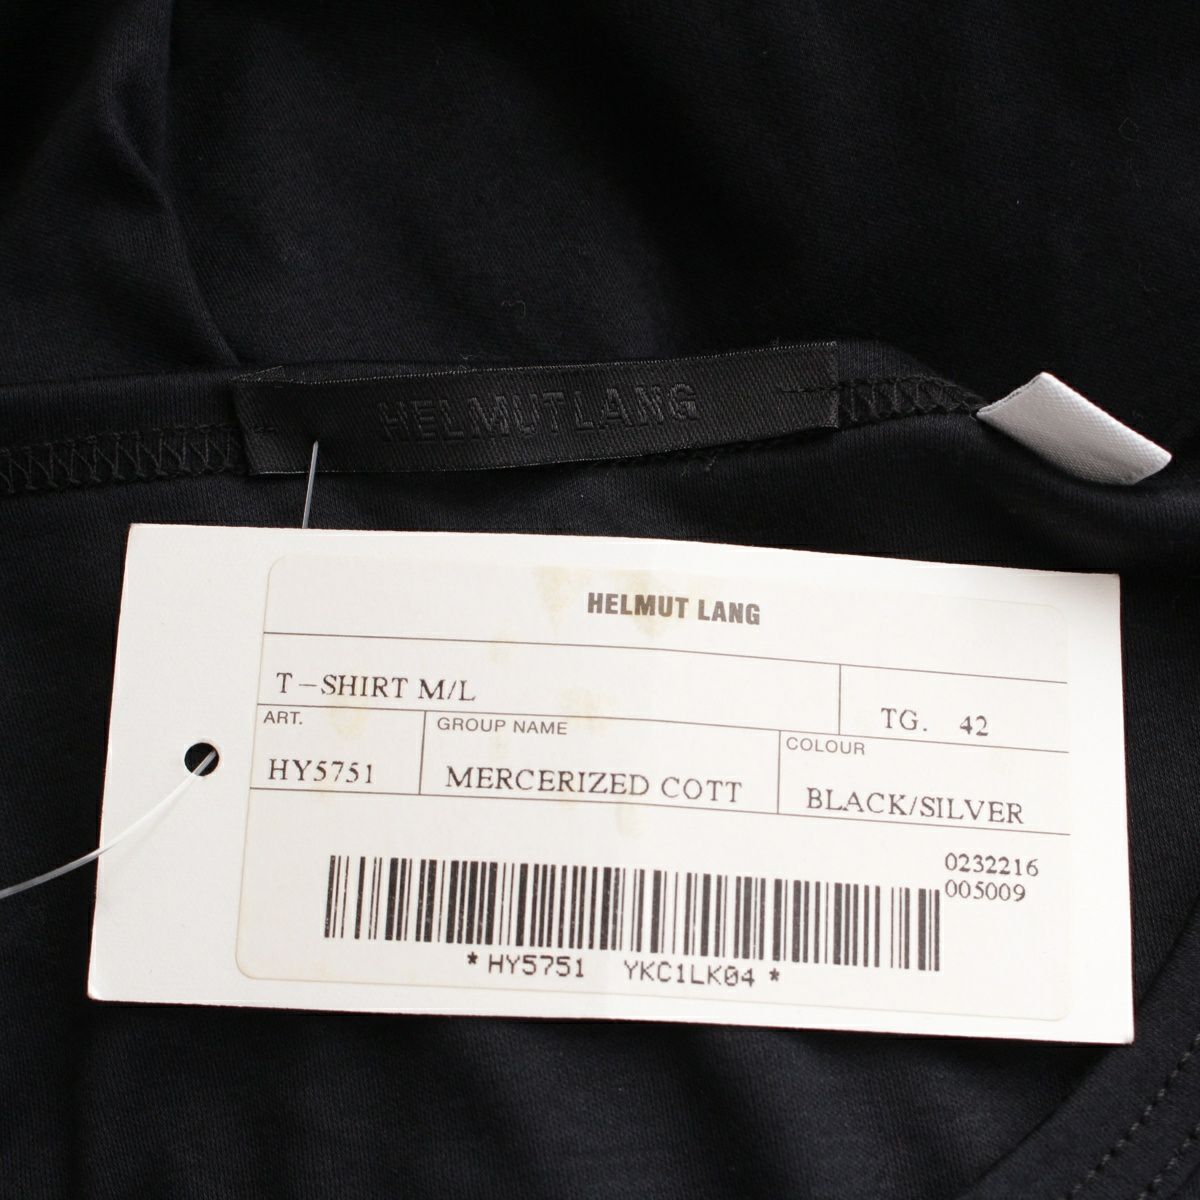 HELMUT LANG
HELMUT LANG
T-SHIRT M/L
TG. 42
ART.
HY5751
GROUP NAME
MERCERIZED COTT
COLOUR
BLACK/SILVER
0232216
005009
*HY5751 YKC1LK04*